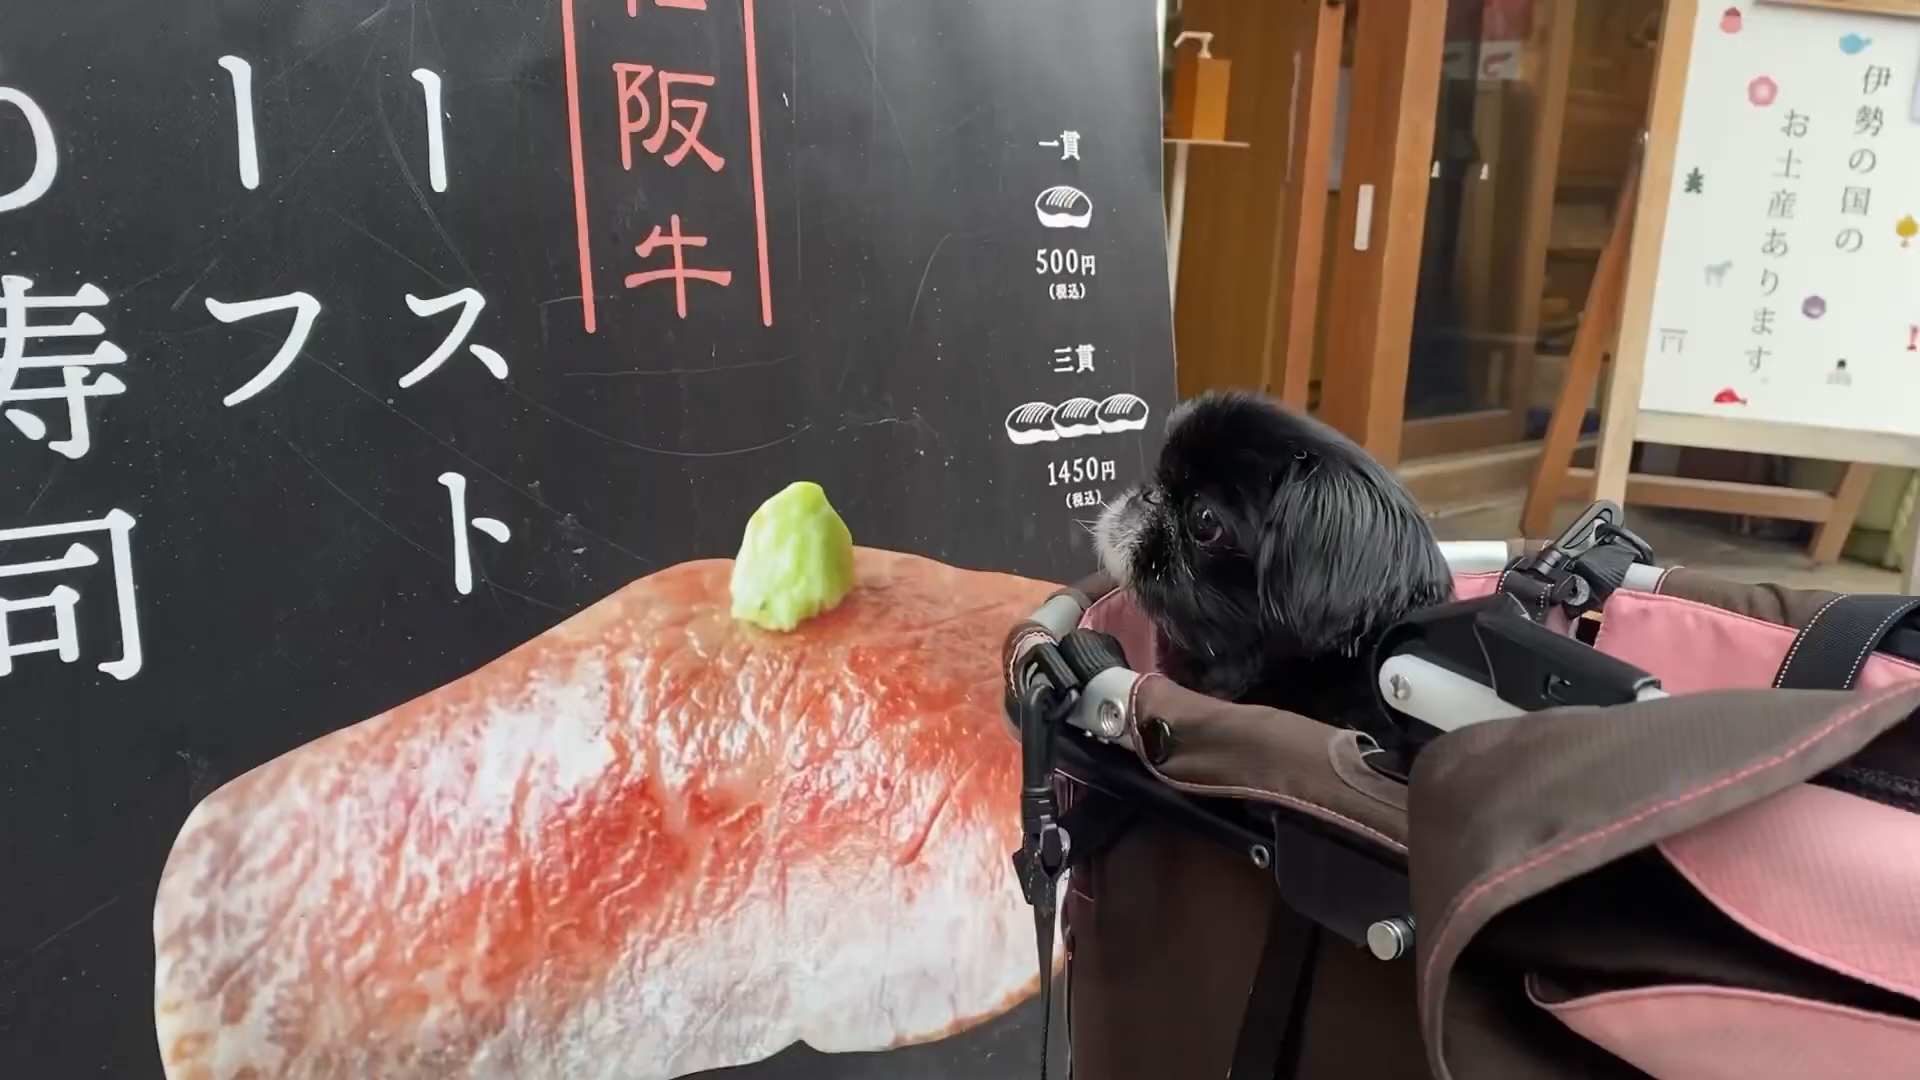 阪牛
ースト
ーフ
寿司
一貫
500円
(税込)
三貫
1450円
(税込)
伊勢の国の
お土産あります。